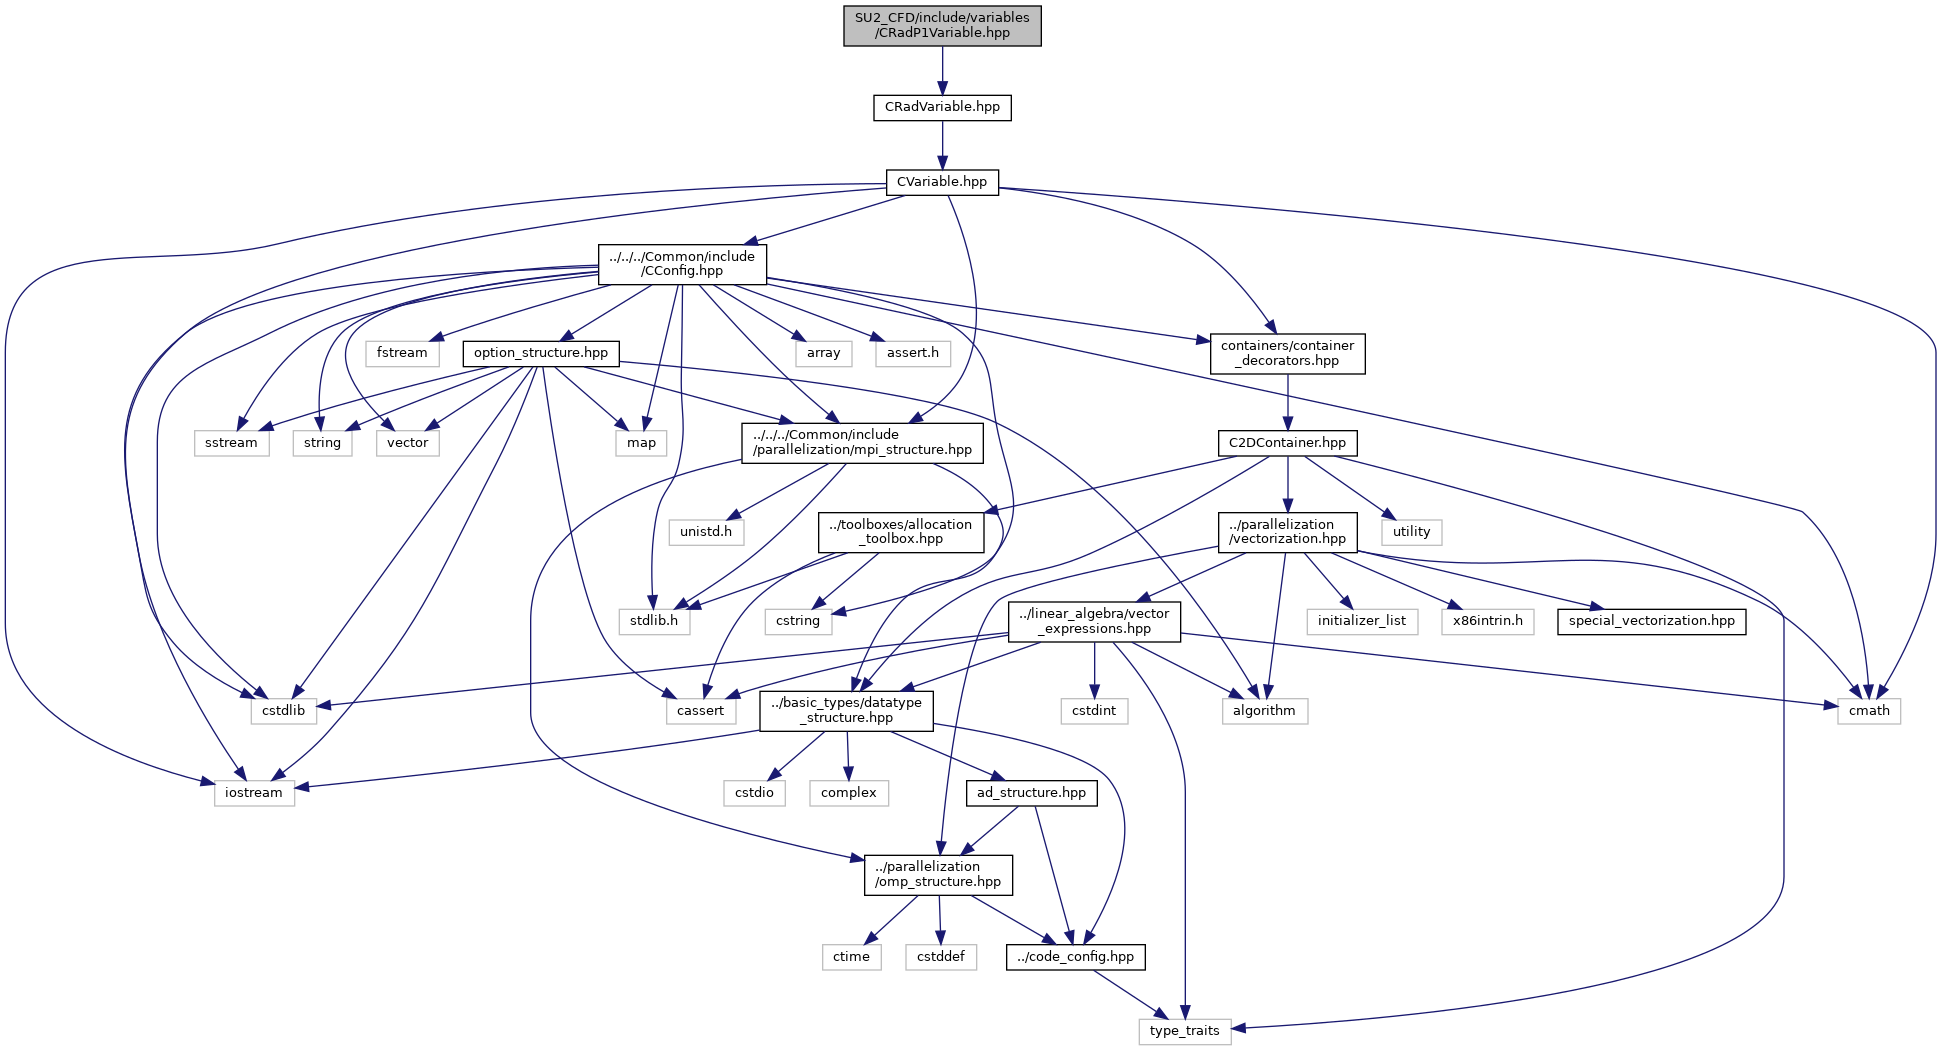 SU2_CFD/include/variables
/CRadP1Variable.hpp
CRadVariable.hpp
CVariable.hpp
../../../Common/include
/CConfig.hpp
fstream
option_structure.hpp
array
assert.h
containers/container
_decorators.hpp
sstream
string
vector
map
../../../Common/include
/parallelization/mpi_structure.hpp
C2DContainer.hpp
unistd.h
../toolboxes/allocation
_toolbox.hpp
../parallelization
/vectorization.hpp
utility
stdlib.h
cstring
../linear_algebra/vector
_expressions.hpp
initializer_list
x86intrin.h
special_vectorization.hpp
cstdlib
cassert
../basic_types/datatype
_structure.hpp
cstdint
algorithm
cmath
iostream
cstdio
complex
ad_structure.hpp
../parallelization
/omp_structure.hpp
ctime
cstddef
../code_config.hpp
type_traits